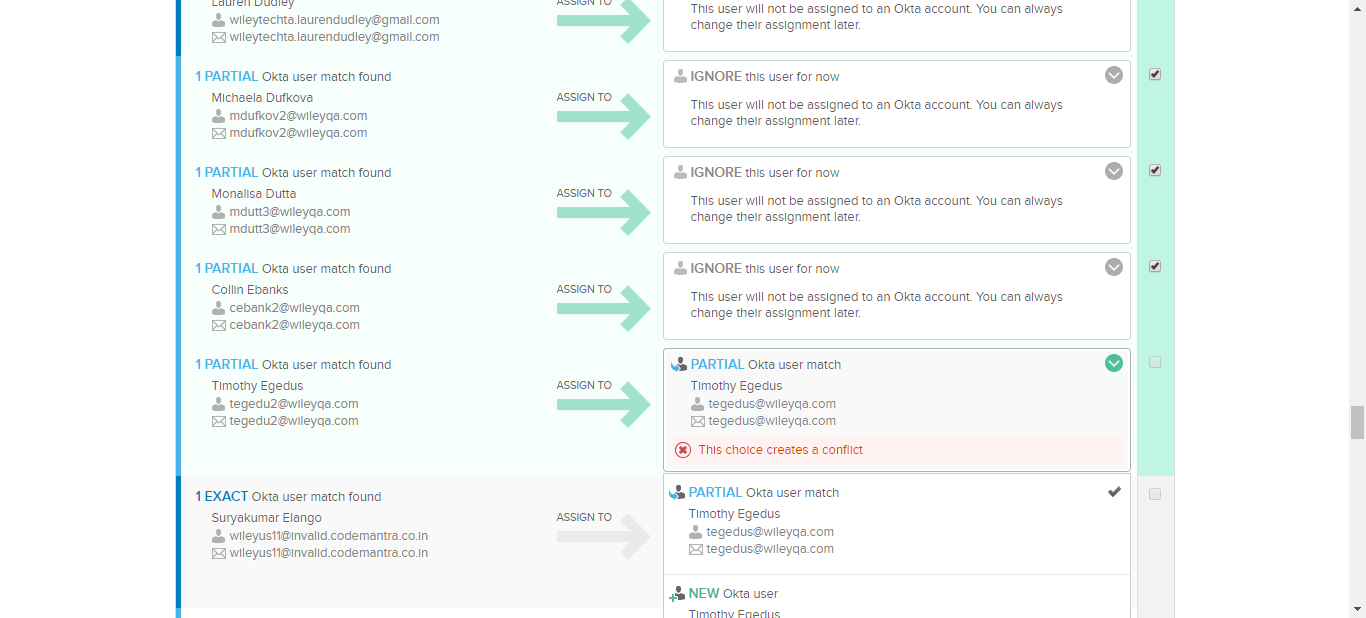 Lauren Dudley
wileytechta.laurendudley@gmail.com
wileytechta.laurendudley@gmail.com
ASSIGN TO
This user will not be assigned to an Okta account. You can always
change their assignment later.
1 PARTIAL Okta user match found
Michaela Dufkova
mdufkov2@wileyqa.com
mdufkov2@wileyqa.com
ASSIGN TO
IGNORE this user for now
This user will not be assigned to an Okta account. You can always
change their assignment later.
1 PARTIAL Okta user match found
Monalisa Dutta
mdutt3@wileyqa.com
mdutt3@wileyqa.com
ASSIGN TO
IGNORE this user for now
This user will not be assigned to an Okta account. You can always
change their assignment later.
1 PARTIAL Okta user match found
Collin Ebanks
cebank2@wileyqa.com
cebank2@wileyqa.com
ASSIGN TO
IGNORE this user for now
This user will not be assigned to an Okta account. You can always
change their assignment later.
1 PARTIAL Okta user match found
Timothy Egedus
tegedu2@wileyqa.com
tegedu2@wileyqa.com
ASSIGN TO
PARTIAL Okta user match
Timothy Egedus
tegedus@wileyqa.com
tegedus@wileyqa.com
This choice creates a conflict
1 EXACT Okta user match found
Suryakumar Elango
wileyus11@invalid.codemantra.co.in
wileyus11@invalid.codemantra.co.in
ASSIGN TO
PARTIAL Okta user match
Timothy Egedus
tegedus@wileyqa.com
tegedus@wileyqa.com
NEW Okta user
Timothy Egedus